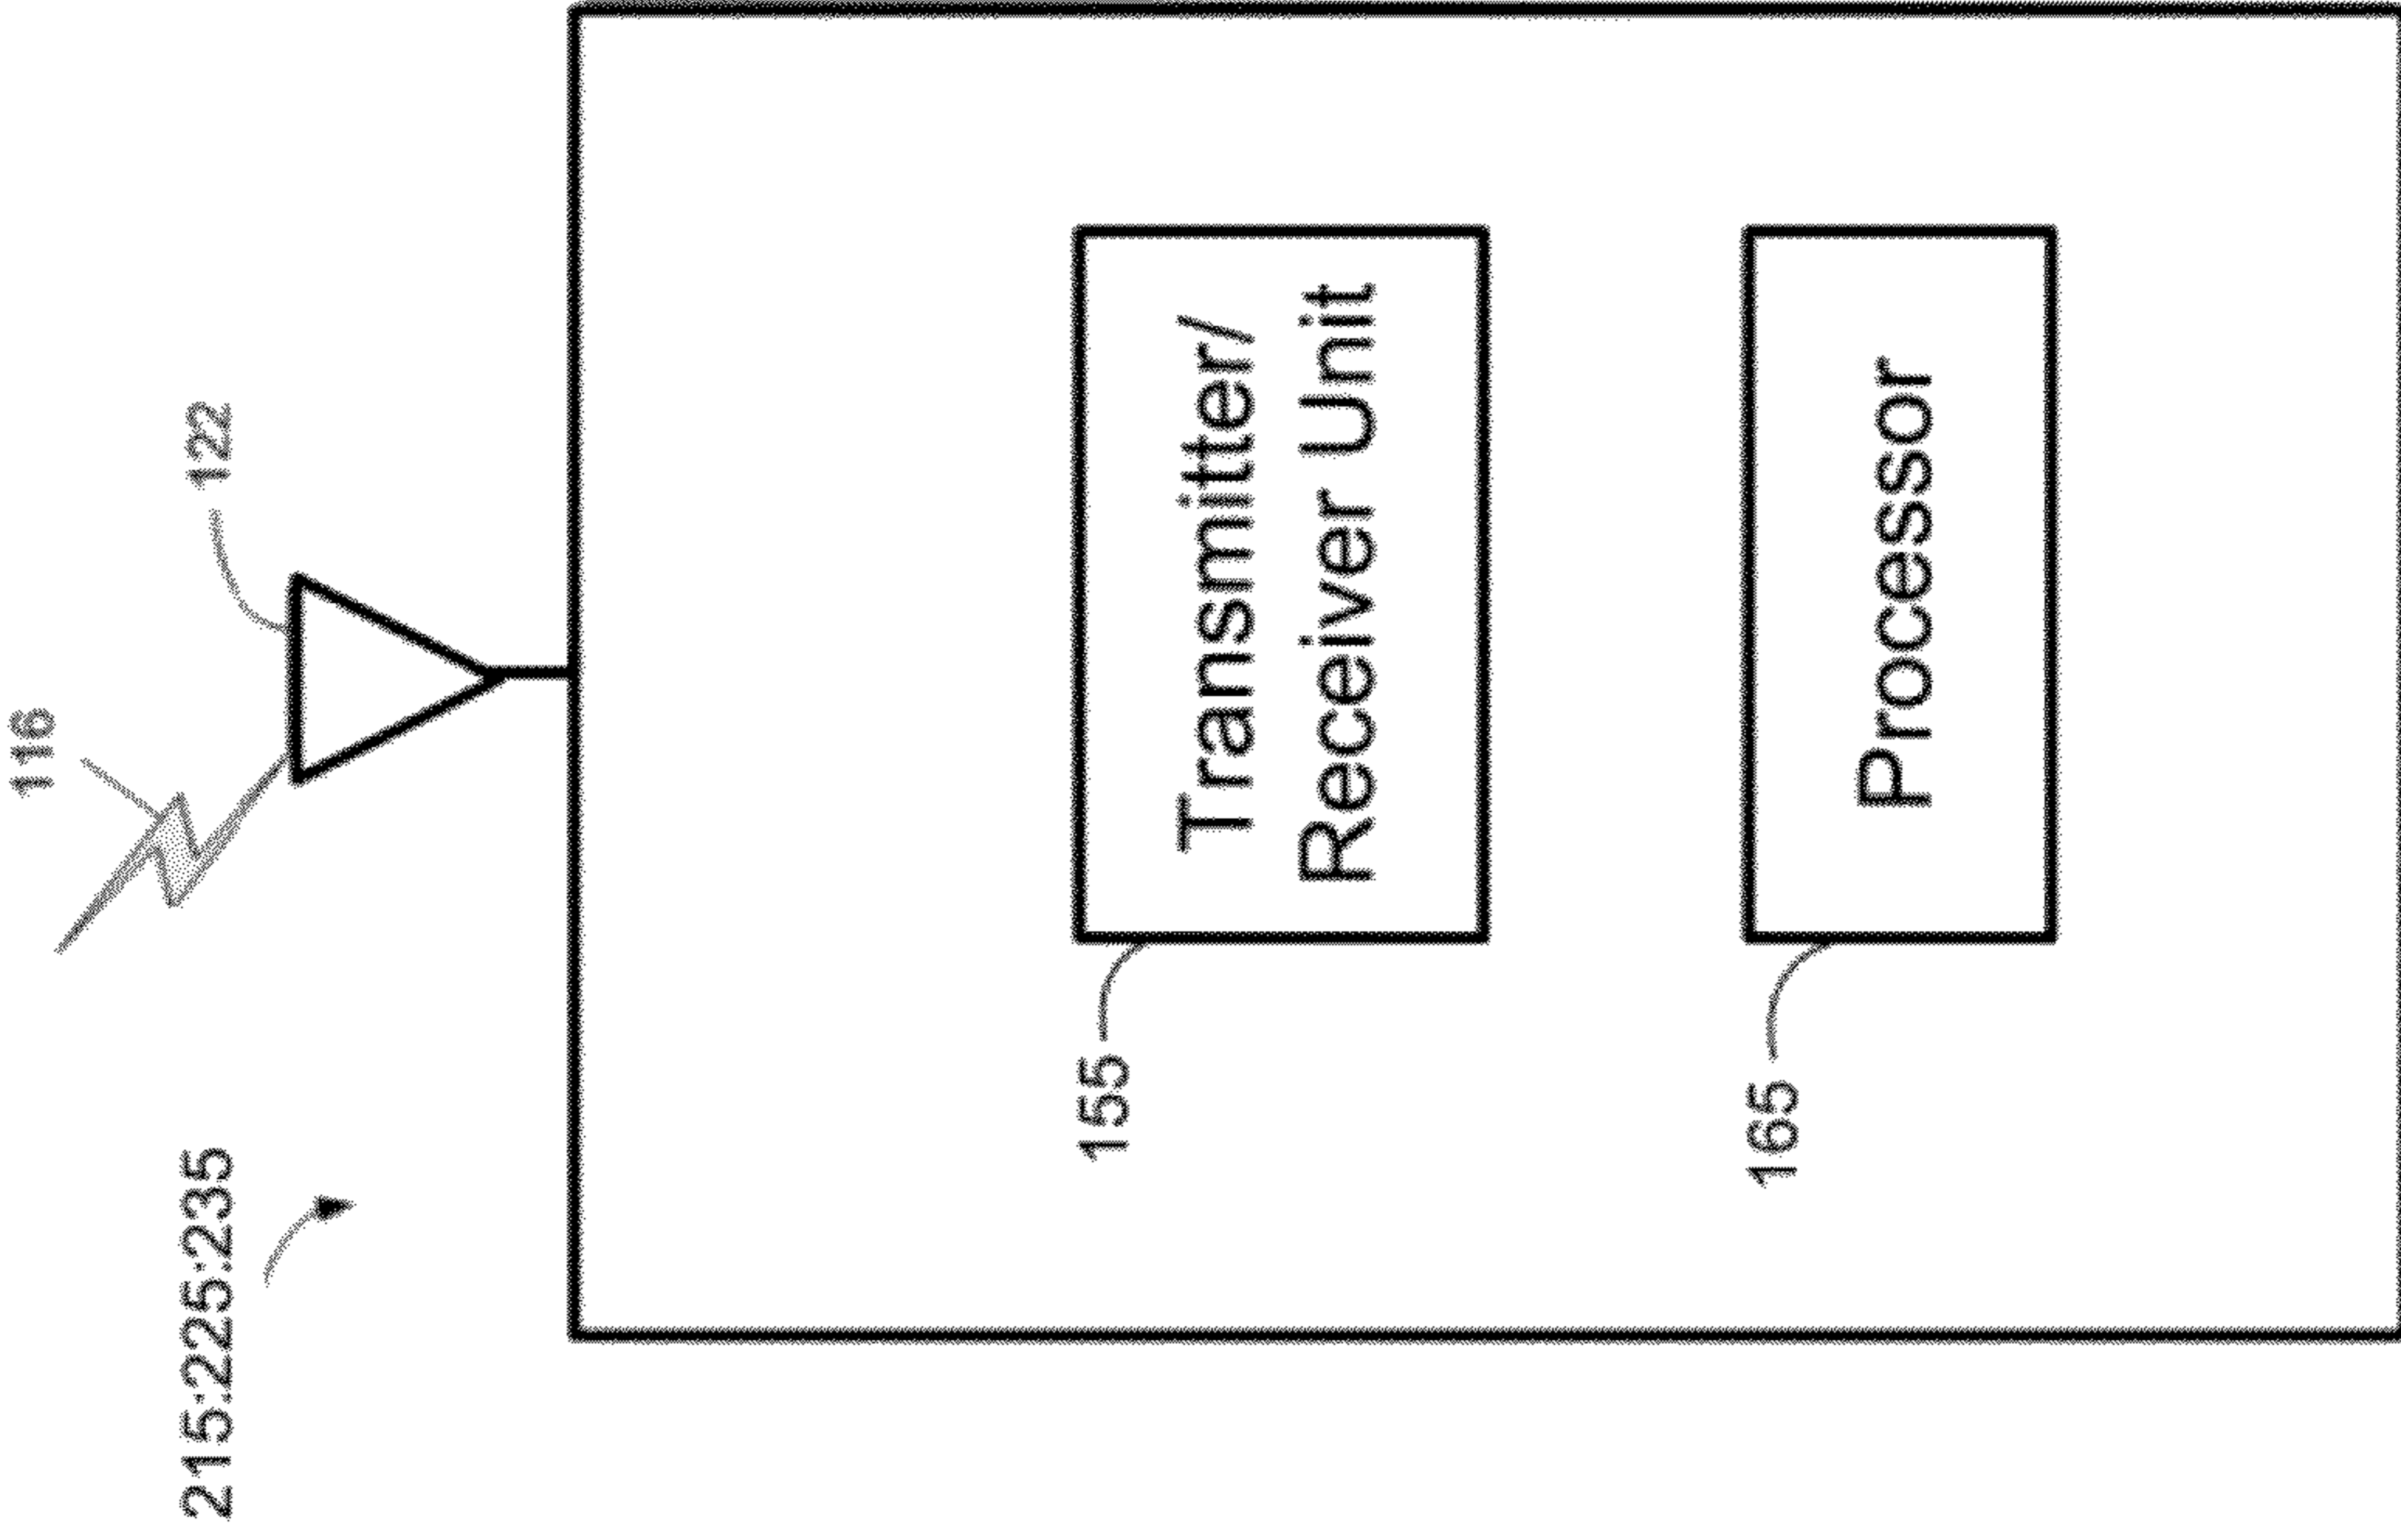 116
122
215:225:235
Transmitter/
Receiver Unit
155
Processor
165